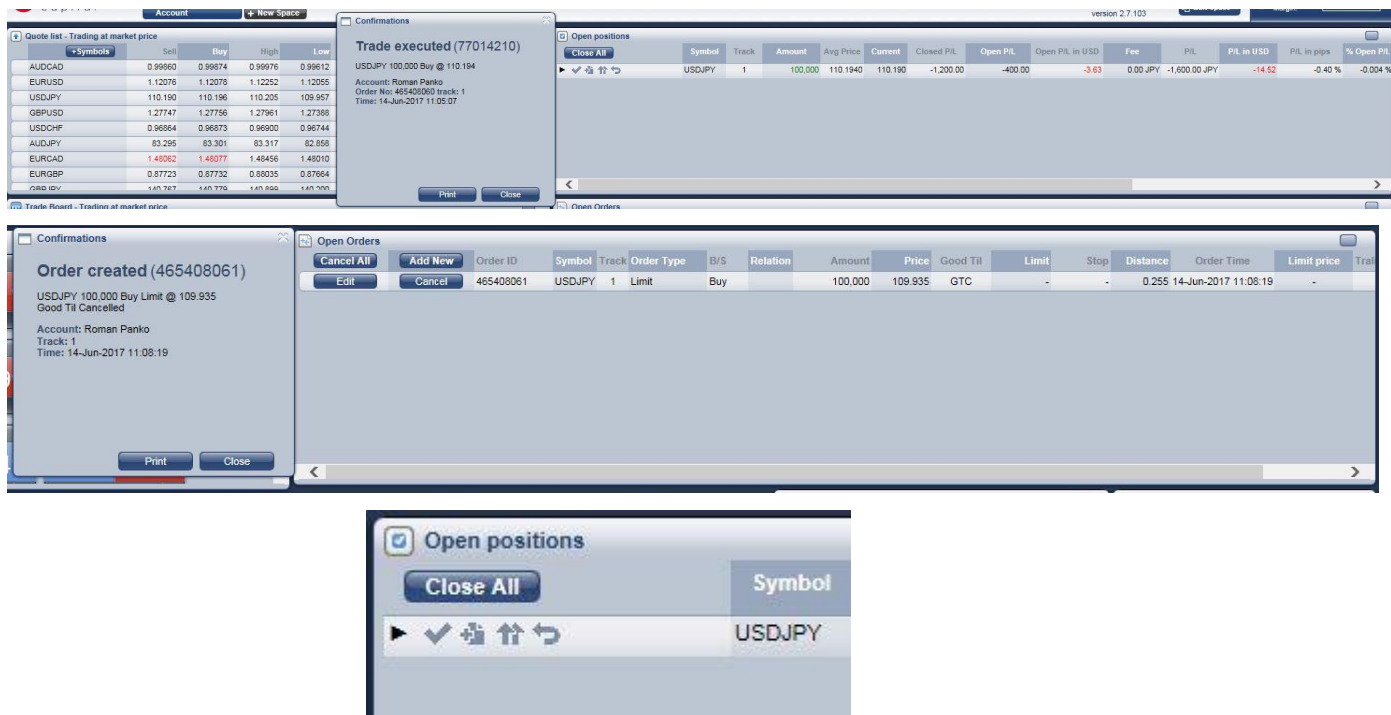 Account
+ New Space
version 2.7.103
Quote list - Trading at market price
+Symbols Sell Buy High Low
AUDCAD 0.99860 0.99874 0.99976 0.99612
EURUSD 1.12076 1.12078 1.12252 1.12055
USDJPY 110.190 110.196 110.205 109.957
GBPUSD 1.27747 1.27756 1.27961 1.27388
USDCHF 0.96864 0.96873 0.96900 0.96744
AUDJPY 83.295 83.301 83.317 82.858
EURCAD 1.48062 1.48077 1.48456 1.48010
EURGBP 0.87723 0.87732 0.88035 0.87664
GBPJPY 140.767 140.779 140.899 140.200
Trade Board - Trading at market price
Confirmations
Trade executed (77014210)
USDJPY 100,000 Buy @ 110.194
Account: Roman Panko
Order No: 465408060 track: 1
Time: 14-Jun-2017 11:05:07
Print Close
Open positions
Close All Symbol Track Amount Avg Price Current Closed P/L Open P/L Open P/L in USD Fee P/L P/L in USD P/L in pips % Open P/L
USDJPY 1 100,000 110.1940 110.190 -1,200.00 -400.00 -3.63 0.00 JPY -1,600.00 JPY -14.52 -0.40 % -0.004 %
Open Orders
Confirmations
Order created (465408061)
USDJPY 100,000 Buy Limit @ 109.935
Good Til Cancelled
Account: Roman Panko
Track: 1
Time: 14-Jun-2017 11:08:19
Print Close
Open Orders
Cancel All Add New Order ID Symbol Track Order Type B/S Relation Amount Price Good Til Limit Stop Distance Order Time Limit price
Edit Cancel 465408061 USDJPY 1 Limit Buy 100,000 109.935 GTC - - 0.255 14-Jun-2017 11:08:19 -
Open positions
Close All Symbol
USDJPY